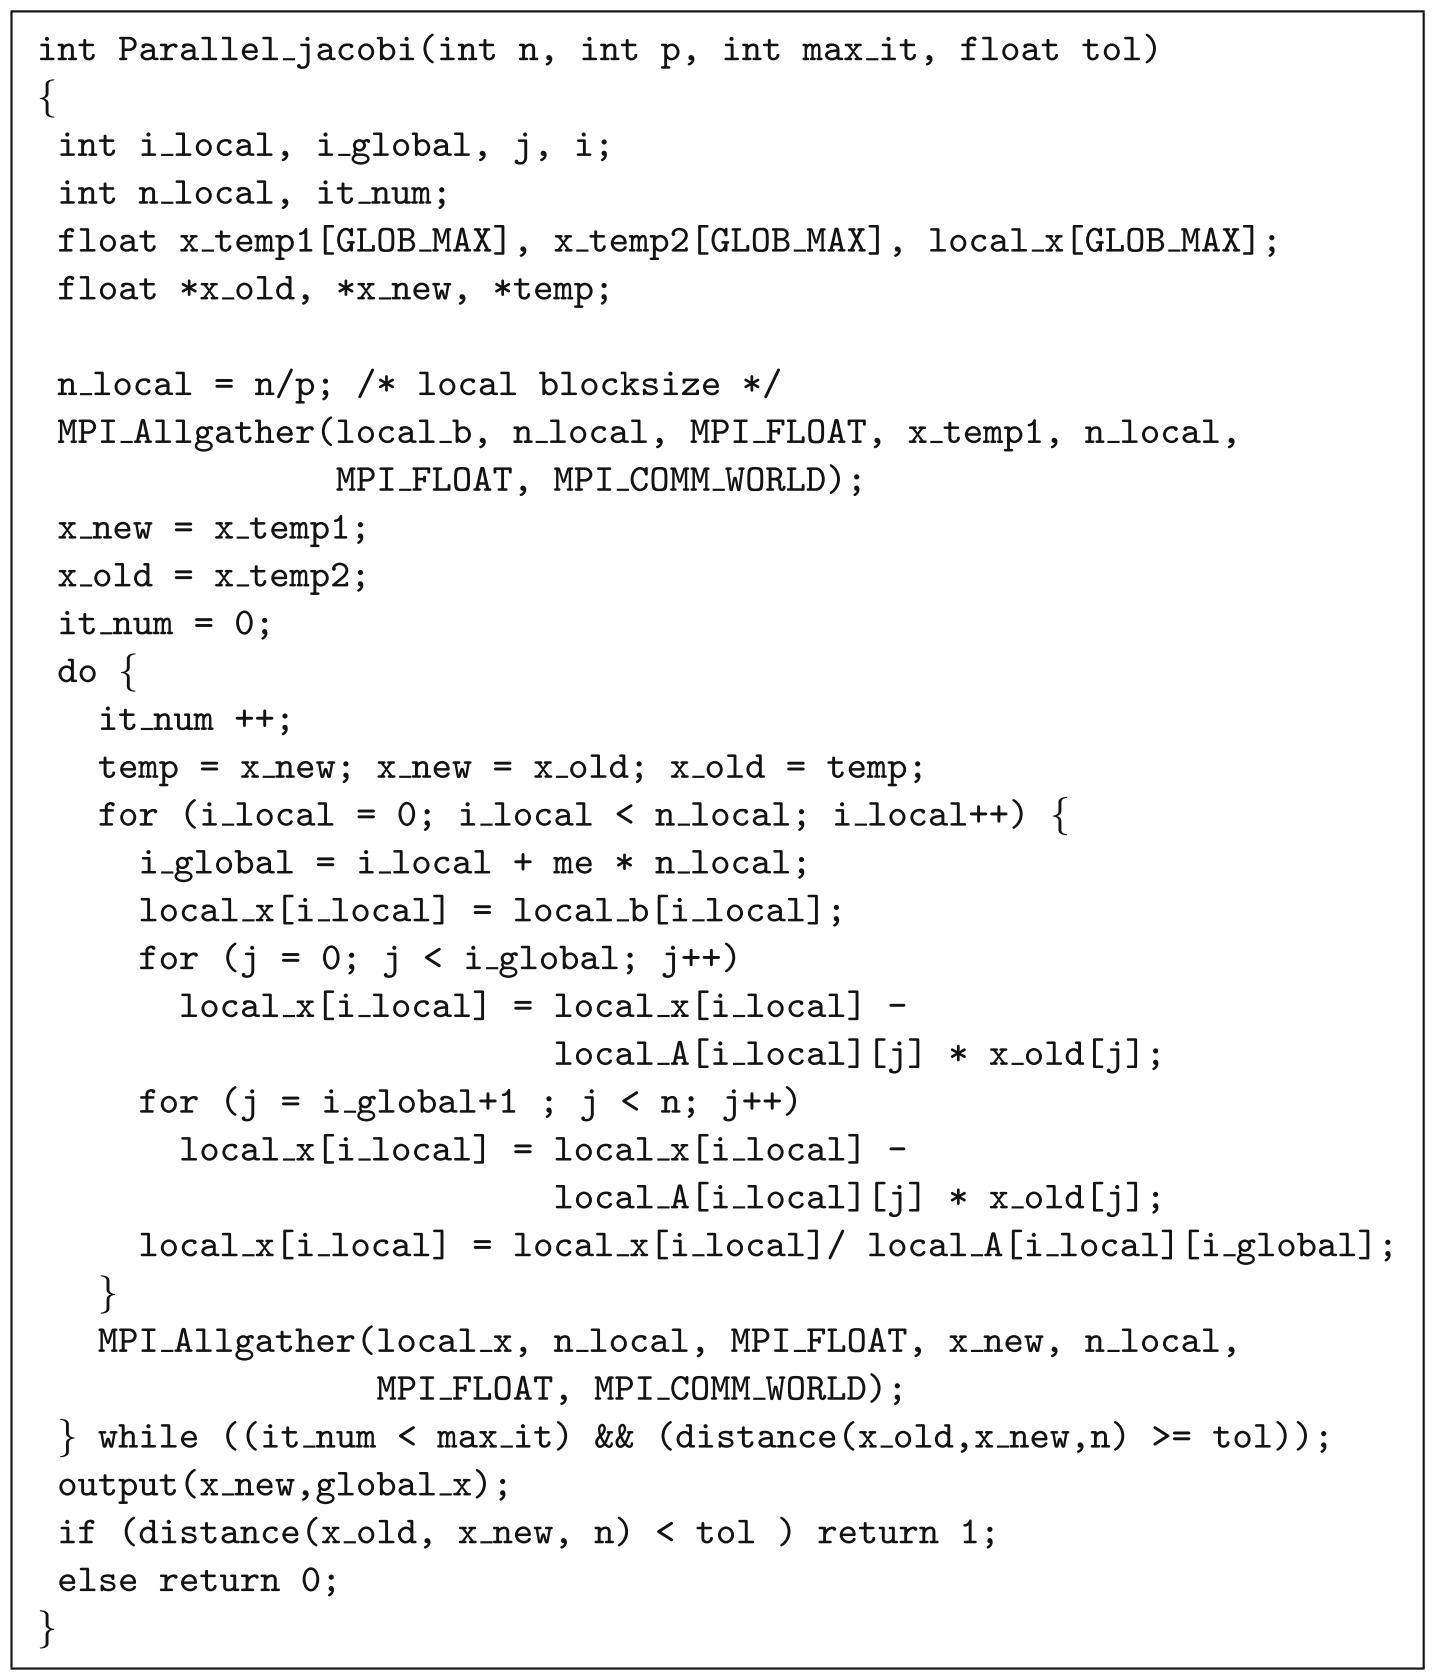 int Parallel_jacobi(int n, int p, int max_it, float tol)
{
int i_local, i_global, j, i;
int n_local, it_num;
float x_temp1[GLOB_MAX], x_temp2[GLOB_MAX], local_x[GLOB_MAX];
float *x_old, *x_new, *temp;
n_local = n/p; /* local blocksize */
MPI_Allgather(local_b, n_local, MPI_FLOAT, x_temp1, n_local,
MPI_FLOAT, MPI_COMM_WORLD);
x_new = x_temp1;
x_old = x_temp2;
it_num = 0;
do {
it_num ++;
temp = x_new; x_new = x_old; x_old = temp;
for (i_local = 0; i_local < n_local; i_local++) {
i_global = i_local + me * n_local;
local_x[i_local] = local_b[i_local];
for (j = 0; j < i_global; j++)
local_x[i_local] = local_x[i_local] -
local_A[i_local][j] * x_old[j];
for (j = i_global+1 ; j < n; j++)
local_x[i_local] = local_x[i_local] -
local_A[i_local][j] * x_old[j];
local_x[i_local] = local_x[i_local]/ local_A[i_local][i_global];
}
MPI_Allgather(local_x, n_local, MPI_FLOAT, x_new, n_local,
MPI_FLOAT, MPI_COMM_WORLD);
} while ((it_num < max_it) && (distance(x_old,x_new,n) >= tol));
output(x_new,global_x);
if (distance(x_old, x_new, n) < tol ) return 1;
else return 0;
}